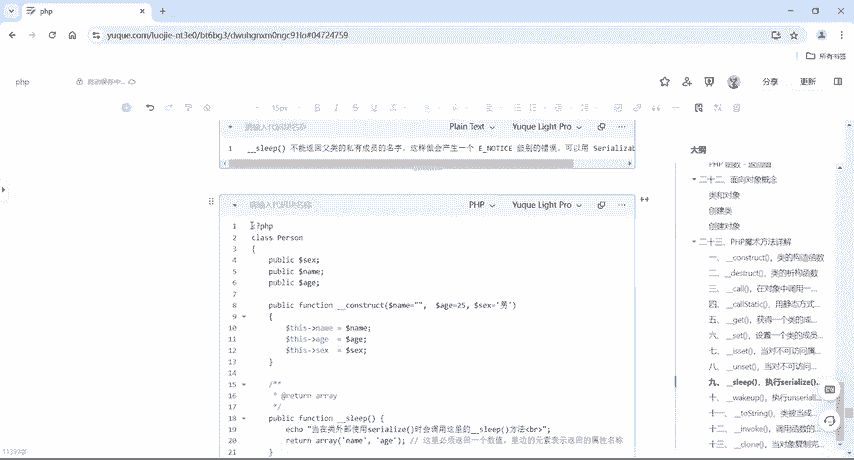 php
yuque.com/luojie-nt3e0/bt6bg3/dwuhgnxm0ngc91lo#04724759
所有书签
php
分享
更新
15px
请输入代码块名称
Plain Text
Yuque Light Pro
1 __sleep() 不能返回父类的私有成员的名字。这样做会产生一个 E_NOTICE 级别的错误。可以用 Serializab
请输入代码块名称
PHP
Yuque Light Pro
1 <?php
2 class Person
3 {
4 public $sex;
5 public $name;
6 public $age;
7
8 public function __construct($name="", $age=25, $sex='男')
9 {
10 $this->name = $name;
11 $this->age = $age;
12 $this->sex = $sex;
13 }
14
15 /**
16 * @return array
17 */
18 public function __sleep() {
19 echo "当在类外部使用serialize()时会调用这里的__sleep()方法<br>";
20 return array('name', 'age'); // 这里必须返回一个数值，里边的元素表示返回的属性名称
21 }
大纲
PHP 函数 - 返回值
二十二、面向对象概念
类和对象
创建类
创建对象
二十三、PHP魔术方法详解
一、 __construct()，类的构造函数
二、 __destruct()，类的析构函数
三、 __call()，在对象中调用一...
四、 __callStatic()，用静态方式...
五、 __get()，获得一个类的成...
六、 __set()，设置一个类的成员...
七、 __isset()，当对不可访问属...
八、 __unset()，当对不可访问...
九、 __sleep()，执行serialize()...
十、 __wakeup()，执行unseriali...
十一、 __toString()，类被当成...
十二、 __invoke()，调用函数的...
十三、 __clone()，当对象复制完...